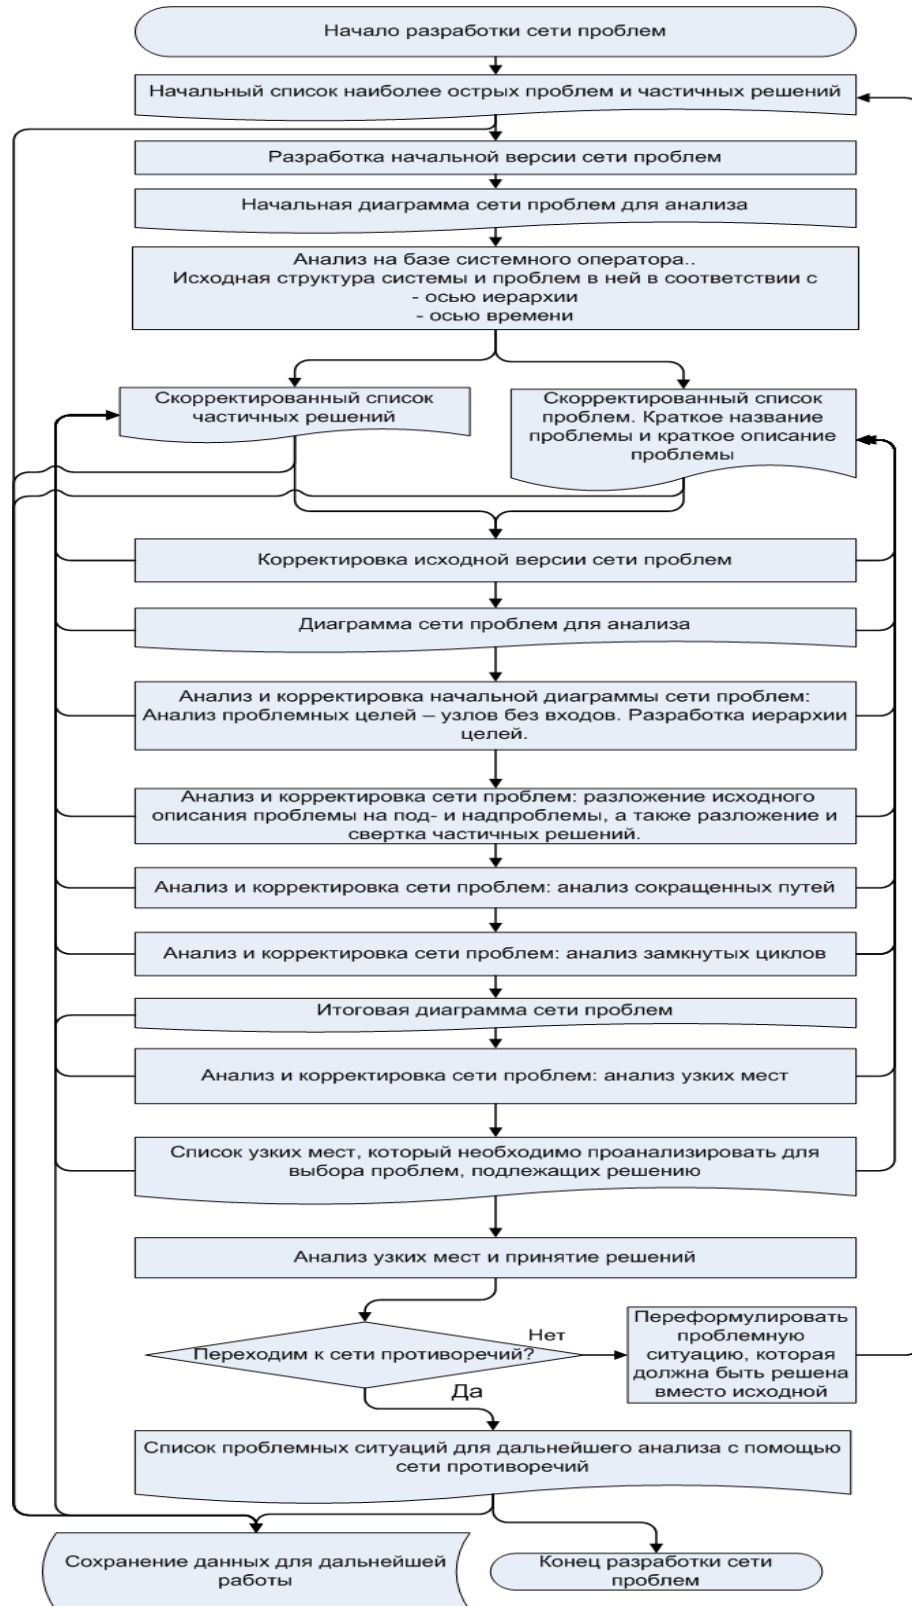 Начало разработки сети проблем
Начальный список наиболее острых проблем и частичных решений
Разработка начальной версии сети проблем
Начальная диаграмма сети проблем для анализа
Анализ на базе системного оператора..
Исходная структура системы и проблем в ней в соответствии с
- осью иерархии
- осью времени
Скорректированный список
частичных решений
Скорректированный список
проблем. Краткое название
проблемы и краткое описание
проблемы
Корректировка исходной версии сети проблем
Диаграмма сети проблем для анализа
Анализ и корректировка начальной диаграммы сети проблем:
Анализ проблемных целей – узлов без входов. Разработка иерархии
целей.
Анализ и корректировка сети проблем: разложение исходного
описания проблемы на под- и надпроблемы, а также разложение и
свертка частичных решений.
Анализ и корректировка сети проблем: анализ сокращенных путей
Анализ и корректировка сети проблем: анализ замкнутых циклов
Итоговая диаграмма сети проблем
Анализ и корректировка сети проблем: анализ узких мест
Список узких мест, который необходимо проанализировать для
выбора проблем, подлежащих решению
Анализ узких мест и принятие решений
Переходим к сети противоречий?
Нет
Переформулировать
проблемную
ситуацию, которая
должна быть решена
вместо исходной
Да
Список проблемных ситуаций для дальнейшего анализа с помощью
сети противоречий
Сохранение данных для дальнейшей
работы
Конец разработки сети
проблем